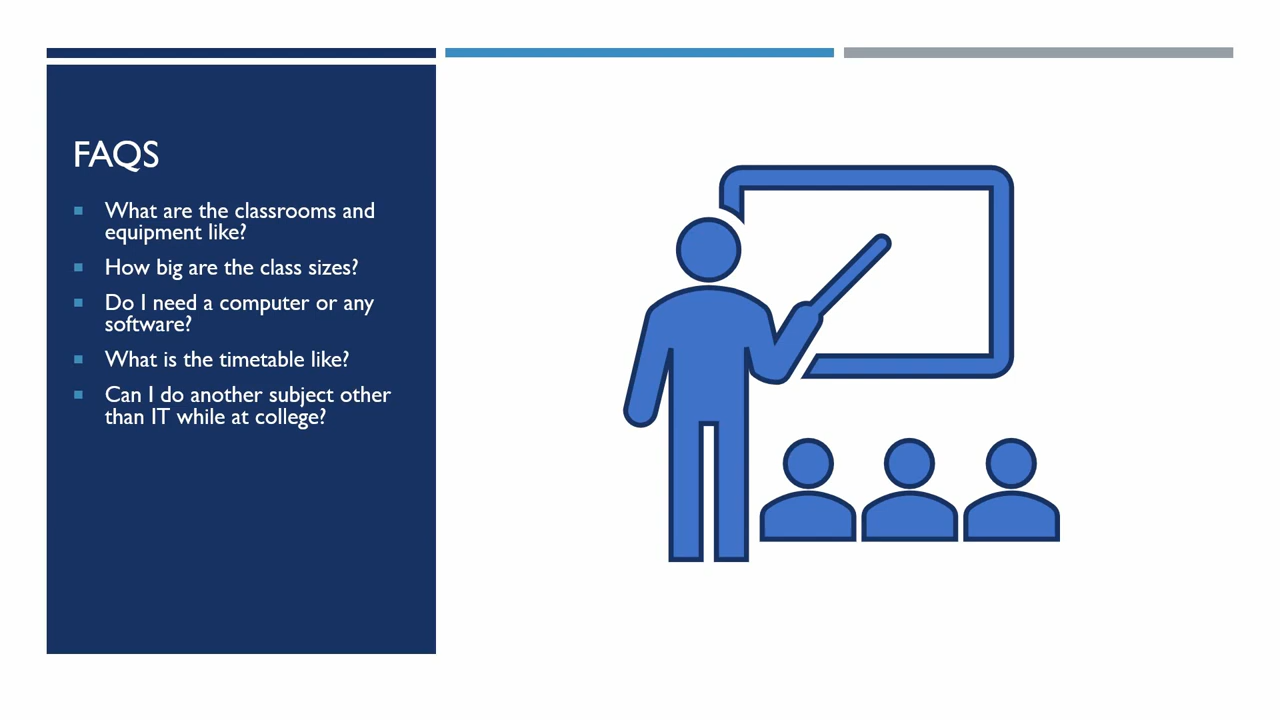 FAQS
What are the classrooms and
equipment like?
How big are the class sizes?
Do I need a computer or any
software?
What is the timetable like?
Can I do another subject other
than IT while at college?